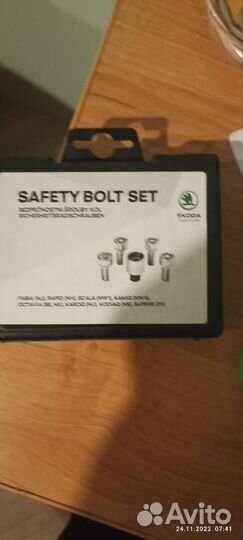 SAFETY BOLT SET
BEZPEČNOSTNÍ ŠROUBY KOL
SICHERHEITSRADSCHRAUBEN
ŠKODA
FABIA (NJ), RAPID (NH), SCALA (NW1), KAMIQ (NW4),
OCTAVIA (5E, NX), KAROQ (NU), KODIAQ (NS), SUPERB (3V)
24.11.2022 07:41
Avito